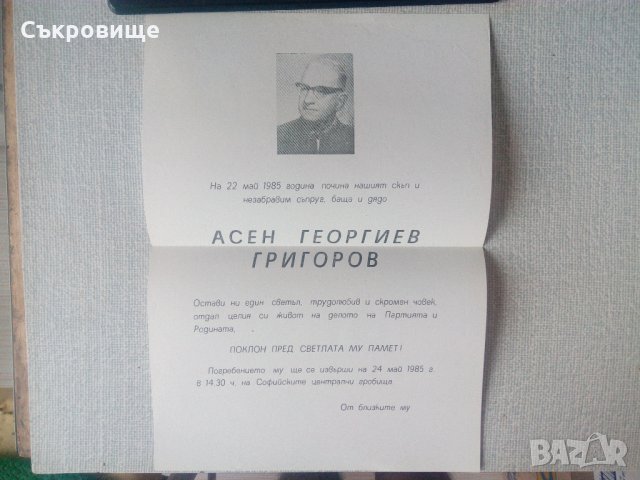 Съкровище
На 22 май 1985 година почина нашият скъп и
незабравим съпруг, баща и дядо
АСЕН ГЕОРГИЕВ
ГРИГОРОВ
Остави ни един светъл, трудолюбив и скромен човек,
отдал целия си живот на делото на Партията и
Родината,
ПОКЛОН ПРЕД СВЕТЛАТА МУ ПАМЕТ!
Погребението му ще се извърши на 24 май 1985 г.
в 14.30 ч. на Софийските централни гробища.
От близките му
BAZAR